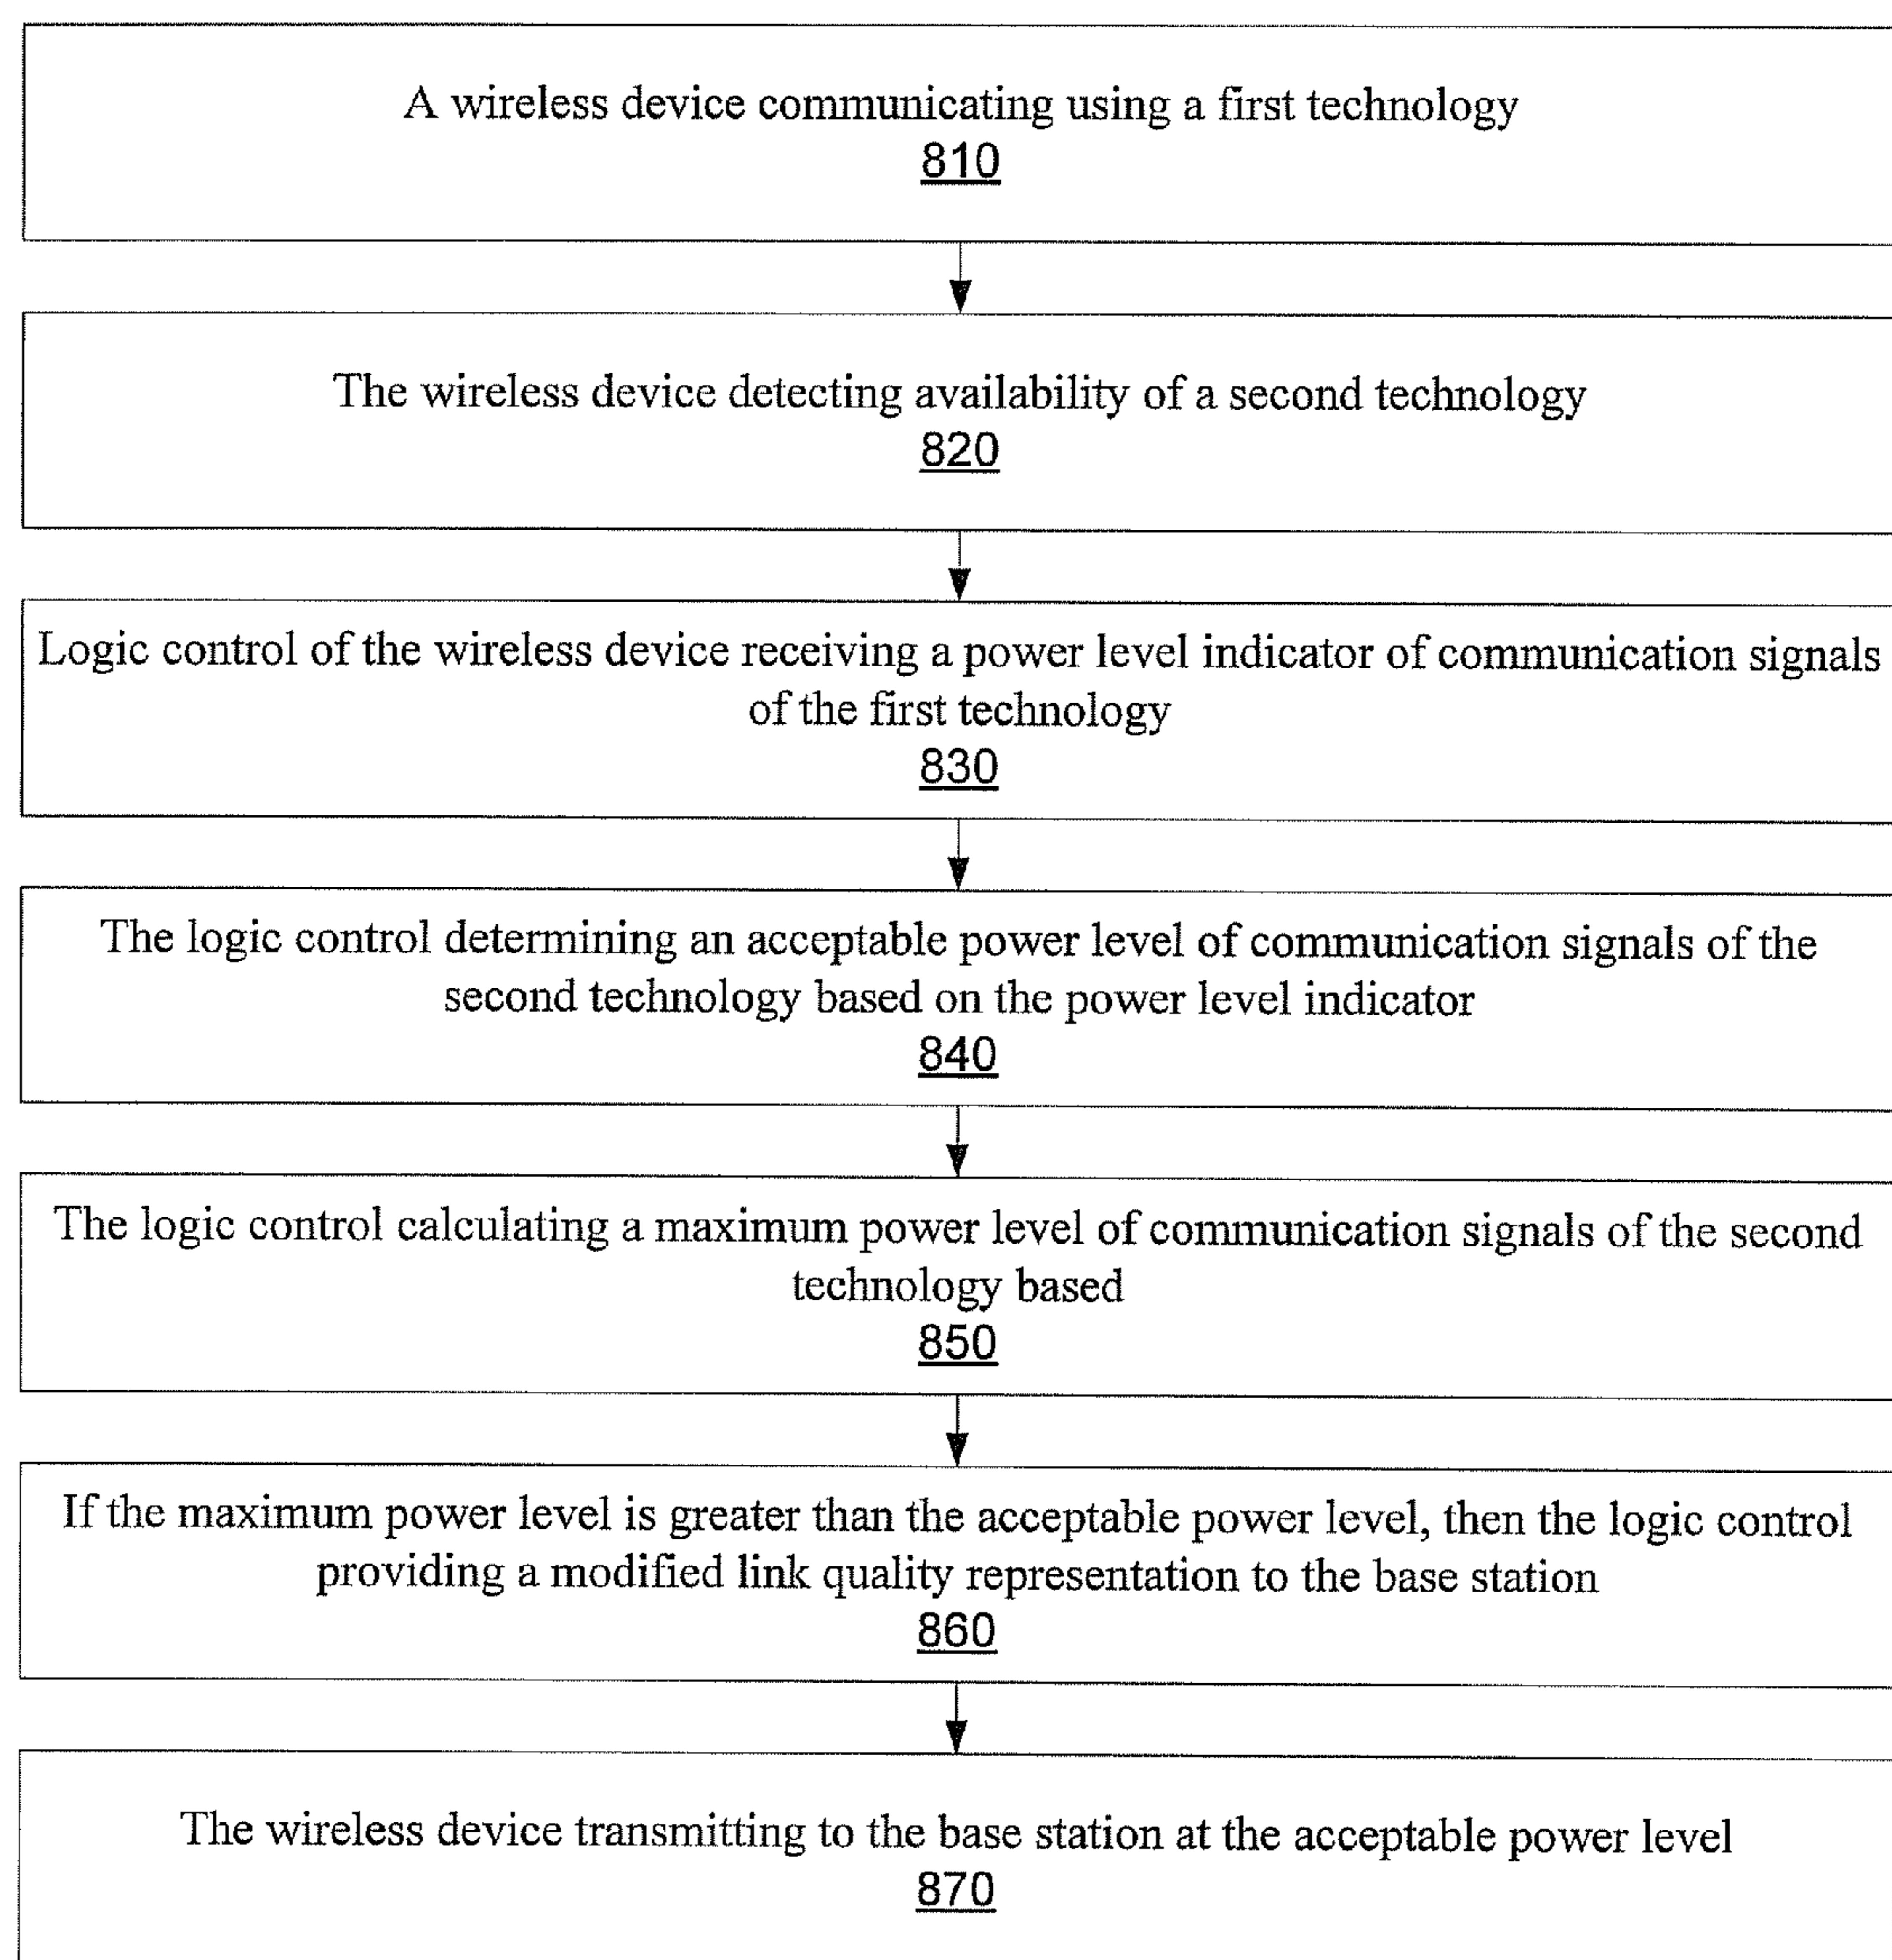 A wireless device communicating using a first technology
810
The wireless device detecting availability of a second technology
820
Logic control of the wireless device receiving a power level indicator of communication signals
of the first technology
830
The logic control determining an acceptable power level of communication signals of the
second technology based on the power level indicator
840
The logic control calculating a maximum power level of communication signals of the second
technology based
850
If the maximum power level is greater than the acceptable power level, then the logic control
providing a modified link quality representation to the base station
860
The wireless device transmitting to the base station at the acceptable power level
870